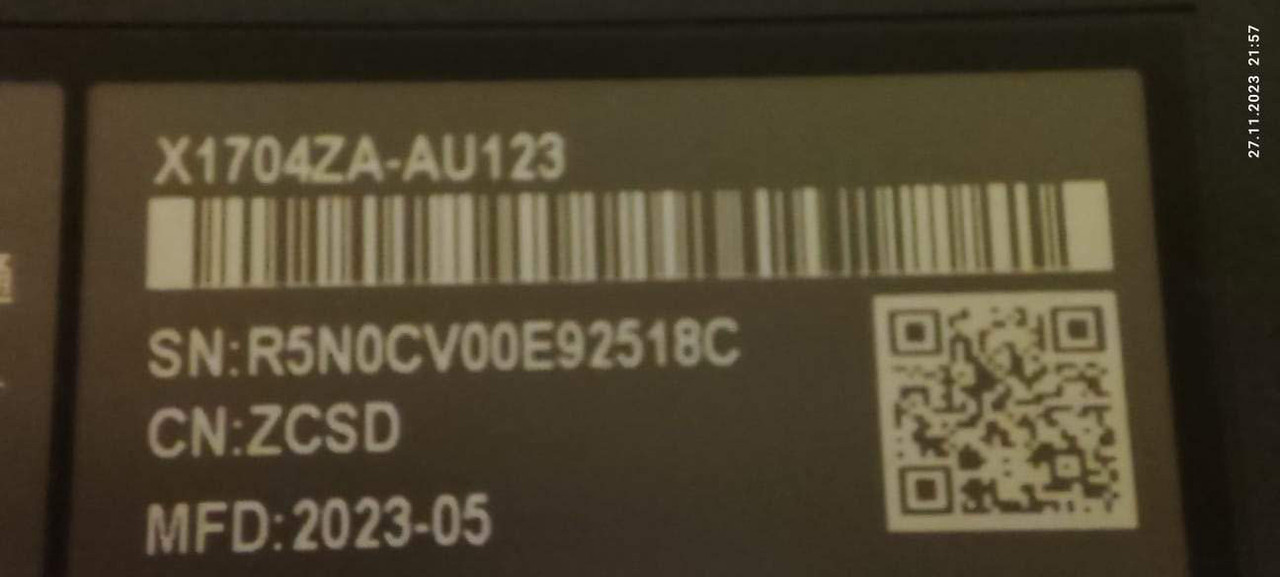 X1704ZA-AU123
SN:R5N0CV00E92518C
CN:ZCSD
MFD:2023-05
27.11.2023 21:57